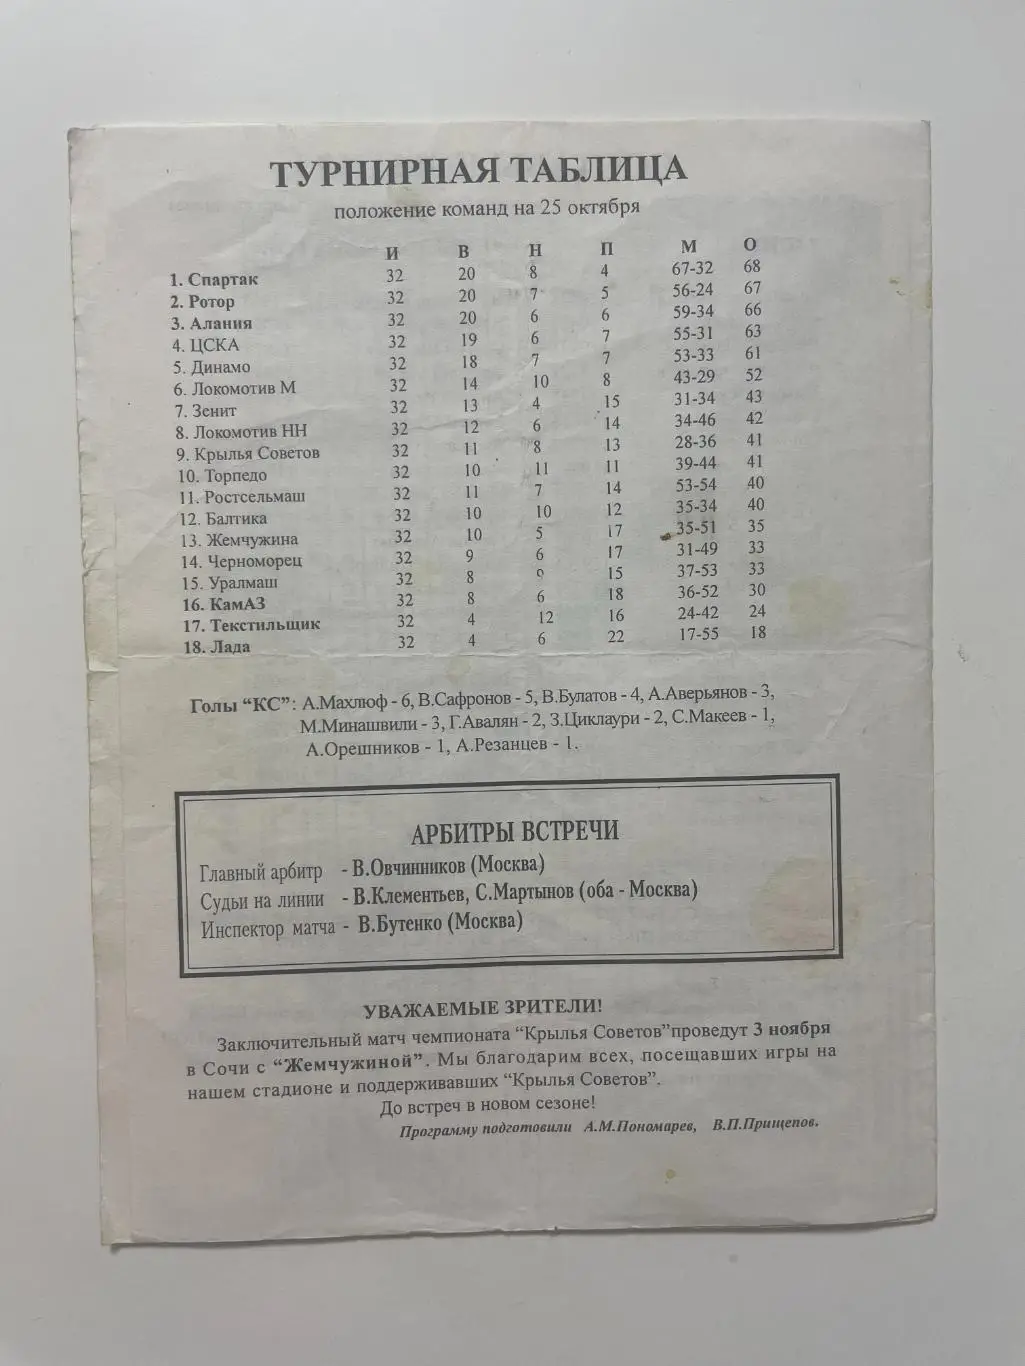 ТУРНИРНАЯ ТАБЛИЦА
положение команд на 25 октября
И В Н П М О
1. Спартак 32 20 8 4 67-32 68
2. Ротор 32 20 7 5 56-24 67
3. Алания 32 20 6 6 59-34 66
4. ЦСКА 32 19 6 7 55-31 63
5. Динамо 32 18 7 7 53-33 61
6. Локомотив М 32 14 10 8 43-29 52
7. Зенит 32 13 4 15 31-34 43
8. Локомотив НН 32 12 6 14 34-46 42
9. Крылья Советов 32 11 8 13 28-36 41
10. Торпедо 32 10 11 11 39-44 41
11. Ростсельмаш 32 11 7 14 53-54 40
12. Балтика 32 10 10 12 35-34 40
13. Жемчужина 32 10 5 17 35-51 35
14. Черноморец 32 9 6 17 31-49 33
15. Уралмаш 32 8 9 15 37-53 33
16. КамАЗ 32 8 6 18 36-52 30
17. Текстильщик 32 4 12 16 24-42 24
18. Лада 32 4 6 22 17-55 18
Голы “КС”: А.Махлюф - 6, В.Сафронов - 5, В.Булатов - 4, А.Аверьянов - 3,
М.Минашвили - 3, Г.Авалян - 2, З.Циклаури - 2, С.Макеев - 1,
А.Орешников - 1, А.Резанцев - 1.
АРБИТРЫ ВСТРЕЧИ
Главный арбитр - В.Овчинников (Москва)
Судьи на линии - В.Клементьев, С.Мартынов (оба - Москва)
Инспектор матча - В.Бутенко (Москва)
УВАЖАЕМЫЕ ЗРИТЕЛИ!
Заключительный матч чемпионата “Крылья Советов”проведут 3 ноября
в Сочи с “Жемчужиной”. Мы благодарим всех, посещавших игры на
нашем стадионе и поддерживавших “Крылья Советов”.
До встреч в новом сезоне!
Программу подготовили А.М.Пономарев, В.П.Прищепов.